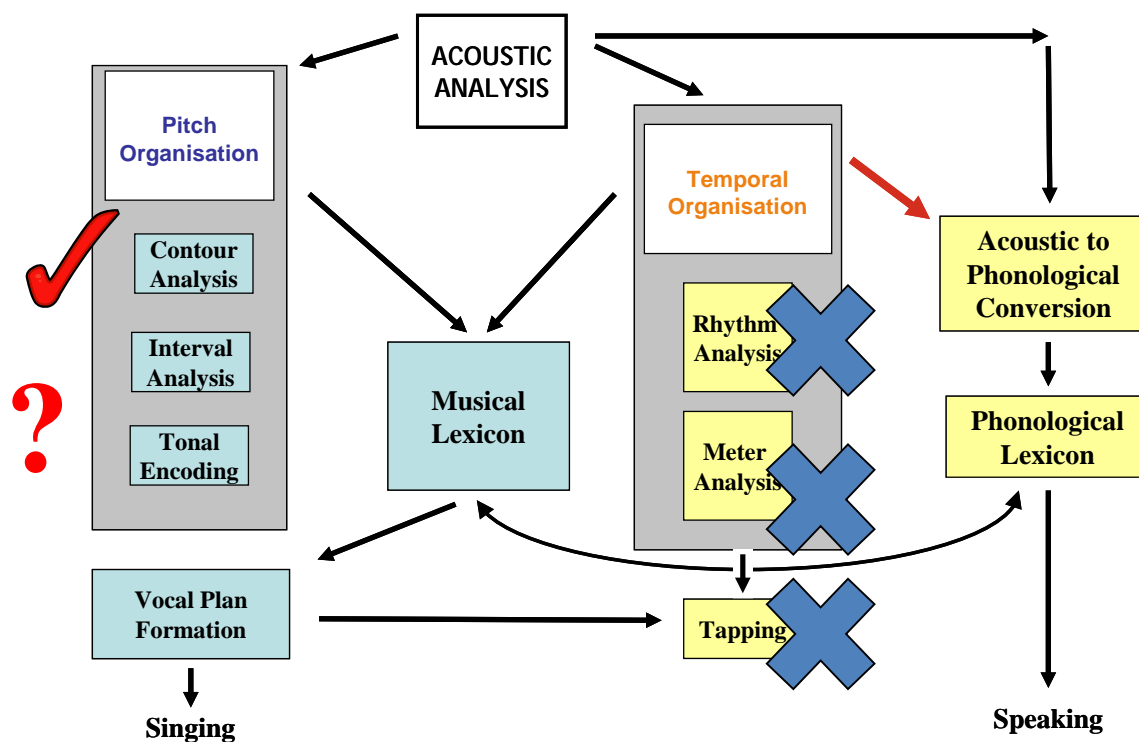 ACOUSTIC
ANALYSIS
Pitch
Organisation
Contour
Analysis
Interval
Analysis
?
Tonal
Encoding
Musical
Lexicon
Temporal
Organisation
Rhythm
Analysis
Meter
Analysis
Acoustic to
Phonological
Conversion
Phonological
Lexicon
Vocal Plan
Formation
Tapping
Singing
Speaking